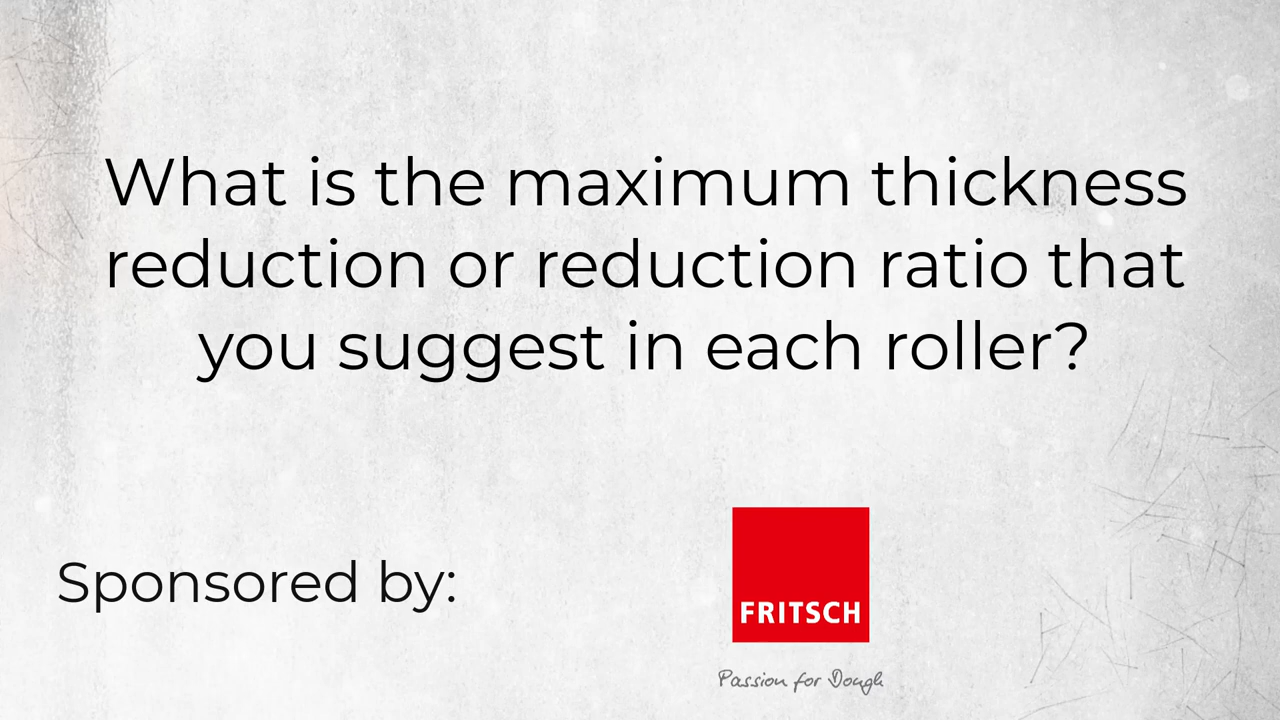 What is the maximum thickness
reduction or reduction ratio that
you suggest in each roller?
Sponsored by:
FRITSCH
Passion for Dough